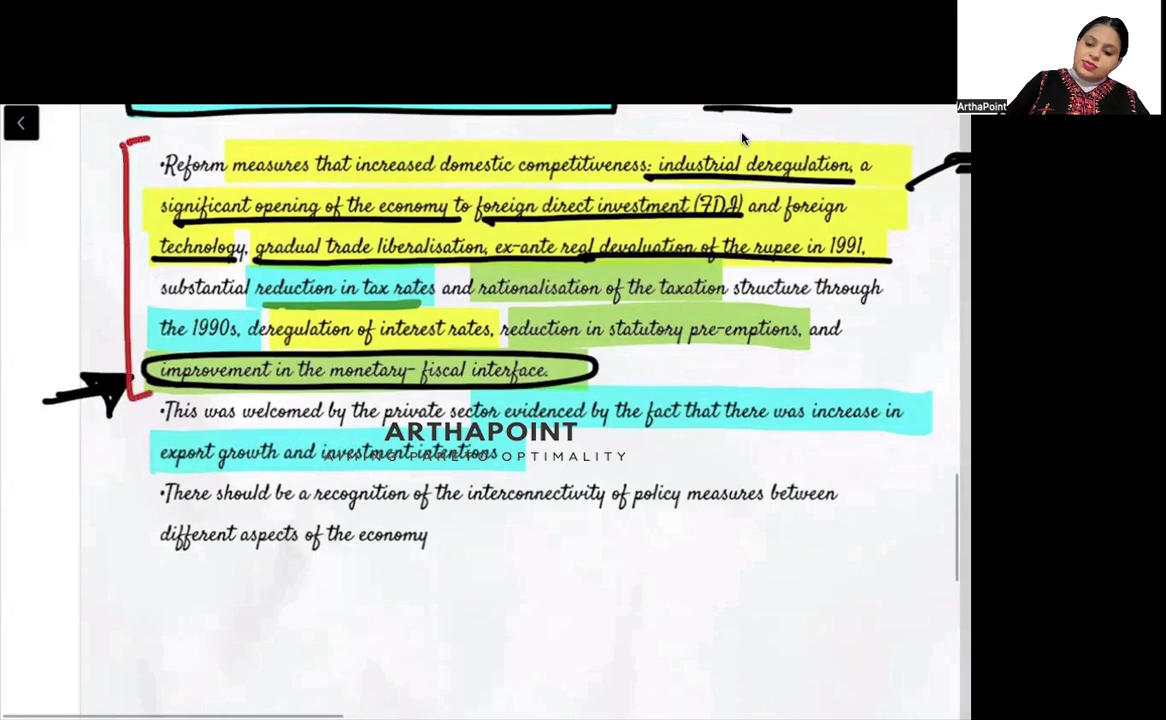 ArthaPoint
•Reform measures that increased domestic competitiveness: industrial deregulation, a
significant opening of the economy to foreign direct investment (FDI) and foreign
technology, gradual trade liberalisation, ex-ante real devaluation of the rupee in 1991,
substantial reduction in tax rates and rationalisation of the taxation structure through
the 1990s, deregulation of interest rates, reduction in statutory pre-emptions, and
improvement in the monetary- fiscal interface.
•This was welcomed by the private sector evidenced by the fact that there was increase in
ARTHAPOINT
export growth and investment intentions
AIMING PARETO OPTIMALITY
•There should be a recognition of the interconnectivity of policy measures between
different aspects of the economy